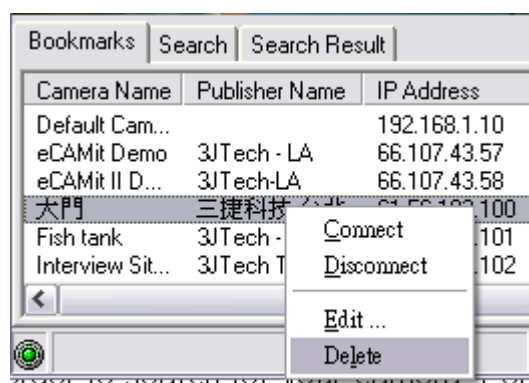 Bookmarks Search Search Result
Camera Name Publisher Name IP Address
Default Cam... 192.168.1.10
eCAMit Demo 3JTech - LA 66.107.43.57
eCAMit II D... 3JTech-LA 66.107.43.58
大門 三捷科技 .100
Fish tank 3JTech - .101
Interview Sit... 3JTech T .102
Connect
Disconnect
Edit ...
Delete